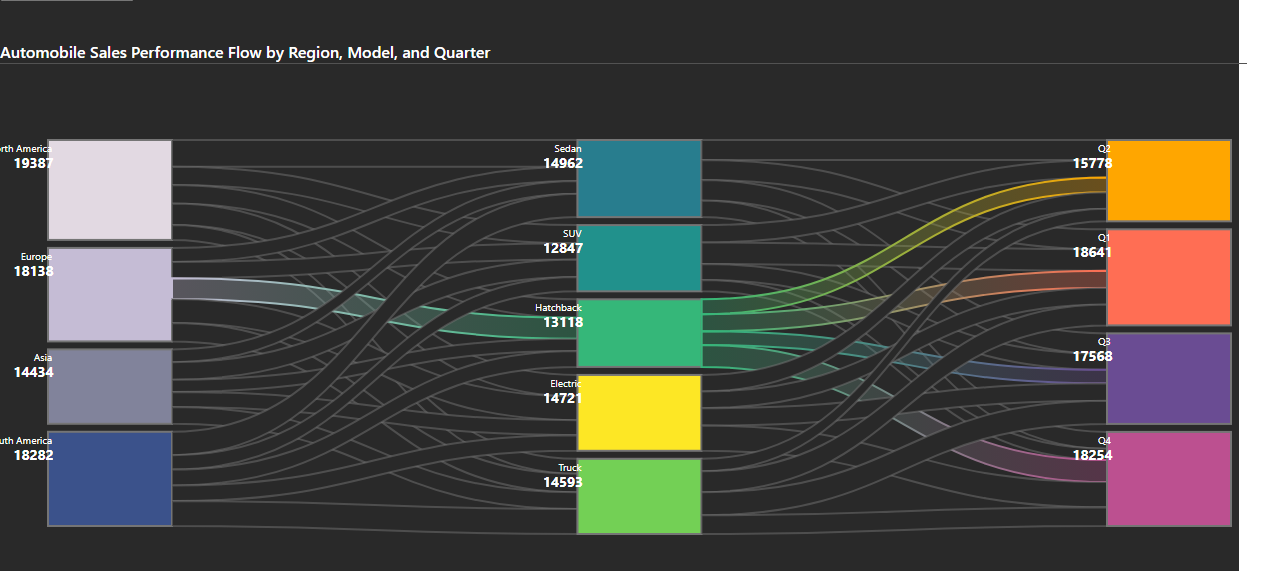 Automobile Sales Performance Flow by Region, Model, and Quarter
rth America
19387
Europe
18138
Asia
14434
uth America
18282
Sedan
14962
SUV
12847
Hatchback
13118
Electric
14721
Truck
14593
Q2
15778
Q1
18641
Q3
17568
Q4
18254